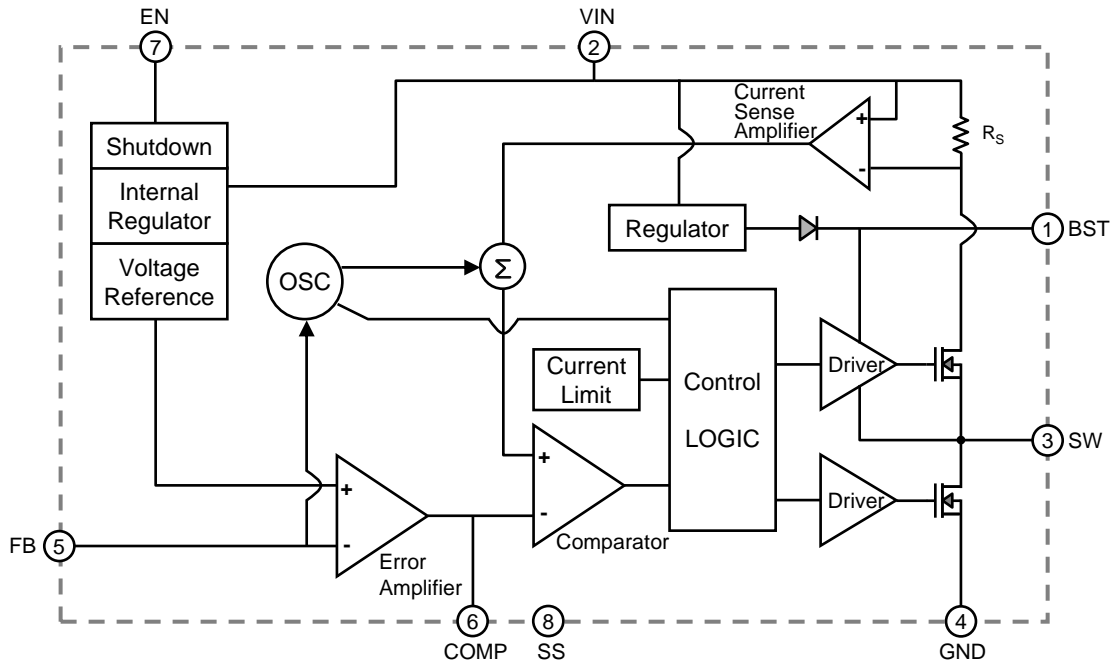 EN
VIN
7
2
Current
Sense
Amplifier
+
-
RS
Shutdown
Internal
Regulator
Voltage
Reference
Regulator
1 BST
OSC
Σ
Current
Limit
Control
LOGIC
Driver
3 SW
+
-
Comparator
Driver
+
-
FB 5
Error
Amplifier
6
8
4
COMP
SS
GND